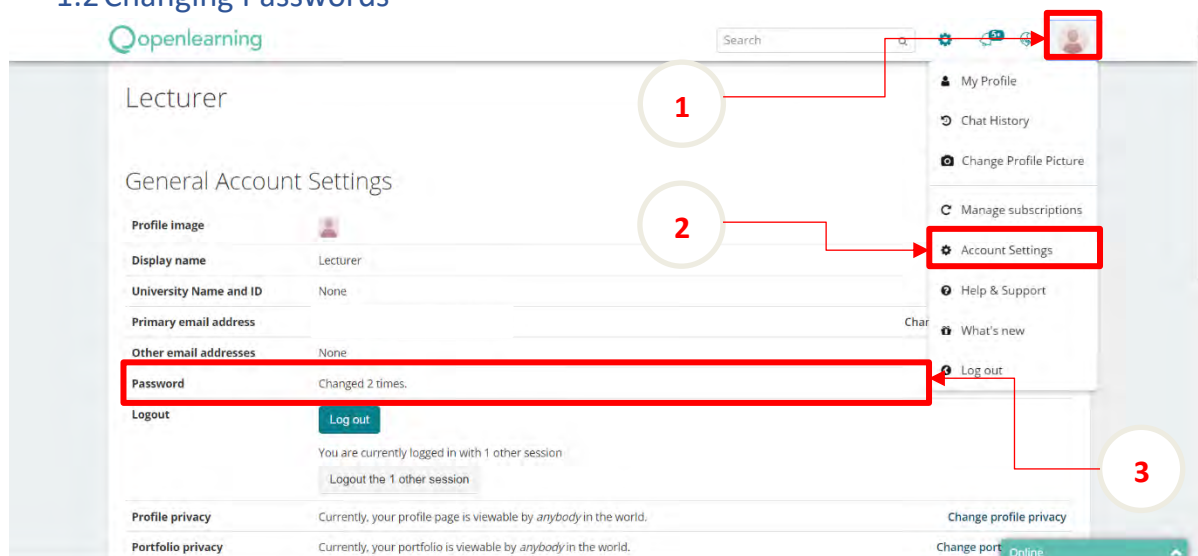 1.2 Changing Passwords
openlearning
Search
5+
1
Lecturer
My Profile
Chat History
Change Profile Picture
General Account Settings
Manage subscriptions
2
Profile image
Account Settings
Display name Lecturer
University Name and ID None
Help & Support
Primary email address
What's new
Other email addresses None
Log out
Password Changed 2 times.
Logout Log out
You are currently logged in with 1 other session
Logout the 1 other session
3
Profile privacy Currently, your profile page is viewable by anybody in the world. Change profile privacy
Portfolio privacy Currently, your portfolio is viewable by anybody in the world. Change port
Online